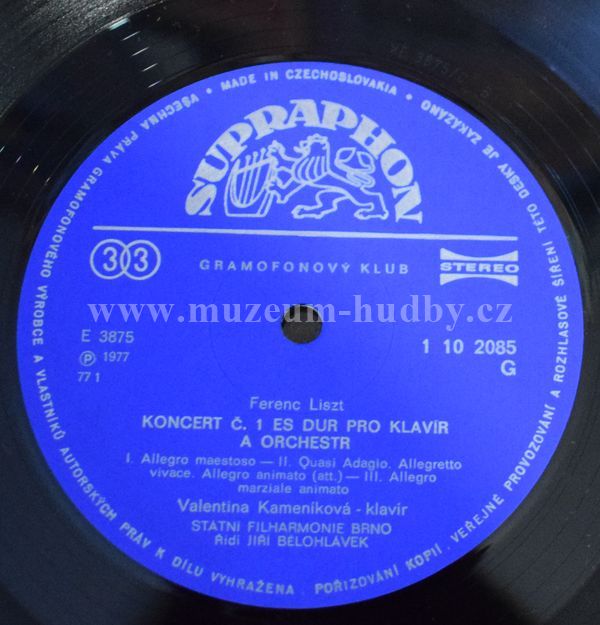 VŠECHNA PRÁVA GRAMOFONOVÉHO VÝROBCE A VLASTNÍKŮ AUTORSKÝCH PRÁV K DÍLU VYHRAŽENA . POŘIZOVÁNÍ KOPIÍ . VEŘEJNÉ PROVOZOVÁNÍ A ROZHLASOVÉ ŠÍŘENÍ TÉTO DESKY JE ZAKÁZÁNO • MADE IN CZECHOSLOVAKIA •
SUPRAPHON
33
GRAMOFONOVÝ KLUB
STEREO
www.muzeum-hudby.cz
E 3875
Ⓟ 1977
77 1
1 10 2085
G
Ferenc Liszt
KONCERT Č. 1 ES DUR PRO KLAVÍR
A ORCHESTR
I. Allegro maestoso — II. Quasi Adagio. Allegretto
vivace. Allegro animato (att.) — III. Allegro
marziale animato
Valentina Kameníková - klavír
STÁTNÍ FILHARMONIE BRNO
Řídí JIŘÍ BĚLOHLÁVEK